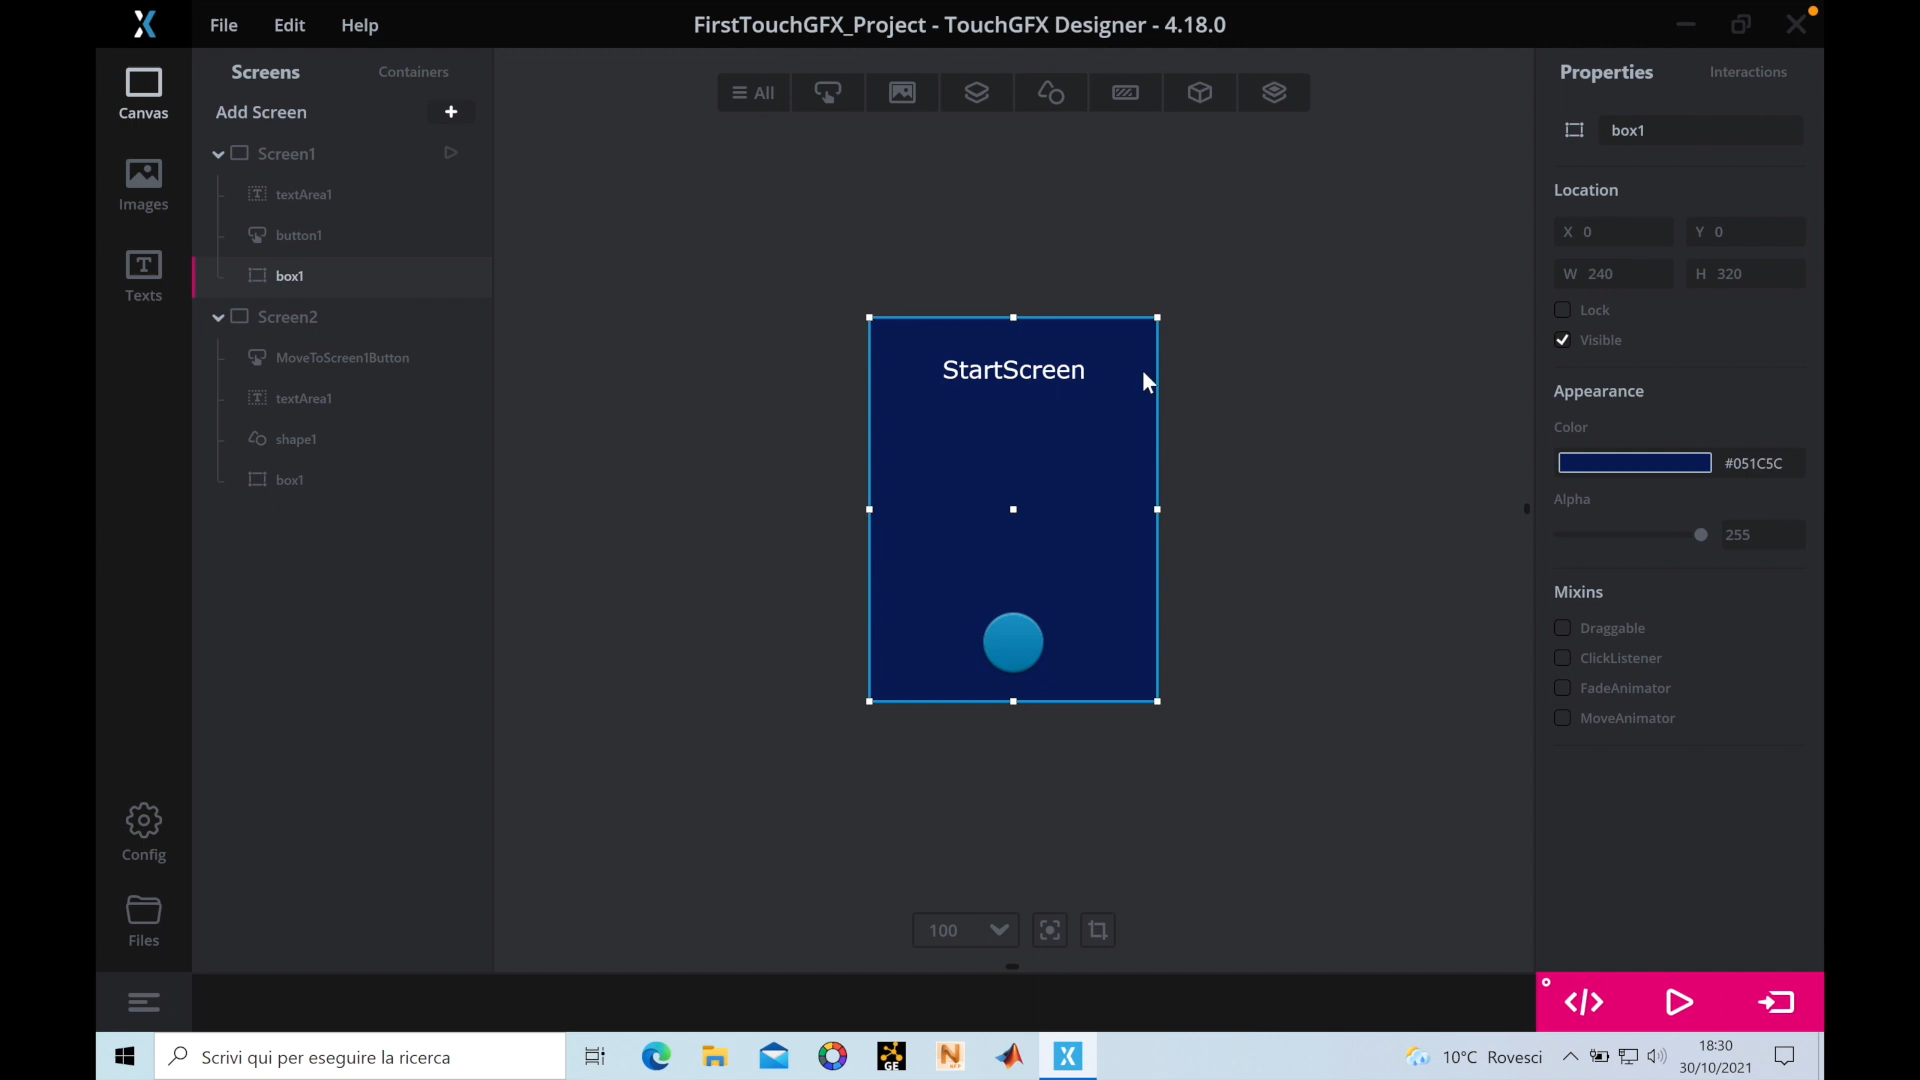 File Edit Help FirstTouchGFX_Project - TouchGFX Designer - 4.18.0
Canvas
Images
Texts
Config
Files
Screens Containers
Add Screen +
Screen1
textArea1
button1
box1
Screen2
MoveToScreen1Button
textArea1
shape1
box1
All
StartScreen
100
Properties Interactions
box1
Location
X 0 Y 0
W 240 H 320
Lock
Visible
Appearance
Color
#051C5C
Alpha
255
Mixins
Draggable
ClickListener
FadeAnimator
MoveAnimator
Scrivi qui per eseguire la ricerca
GE
10°C Rovesci
18:30
30/10/2021